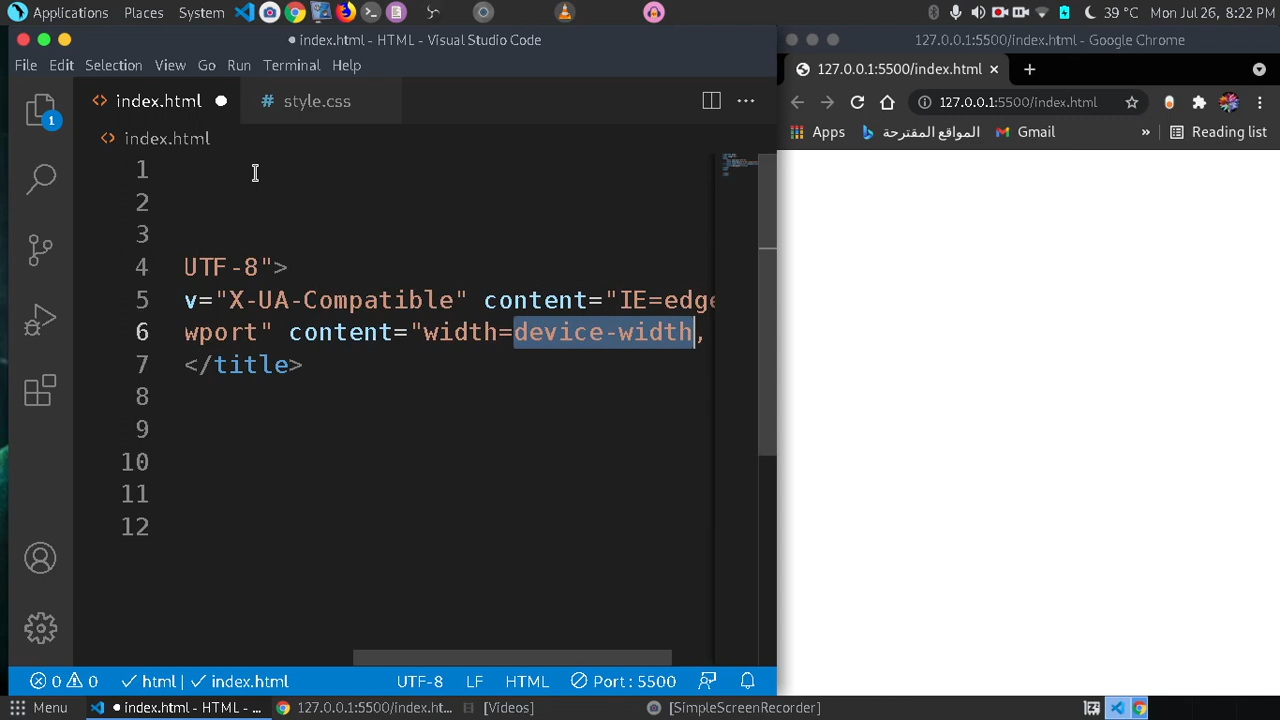 Applications Places System 39 °C Mon Jul 26, 8:22 PM
● index.html - HTML - Visual Studio Code
File Edit Selection View Go Run Terminal Help
<> index.html ● # style.css ···
<> index.html
1
2
3
4 UTF-8">
5 v="X-UA-Compatible" content="IE=edge
6 wport" content="width=device-width,
7 </title>
8
9
10
11
12
1
0 0 ✓ html | ✓ index.html UTF-8 LF HTML Port : 5500
127.0.0.1:5500/index.html - Google Chrome
127.0.0.1:5500/index.html × +
127.0.0.1:5500/index.html
Apps المواقع المقترحة Gmail » Reading list
Menu ● index.html - HTML - ... 127.0.0.1:5500/index.ht... [Videos] [SimpleScreenRecorder]